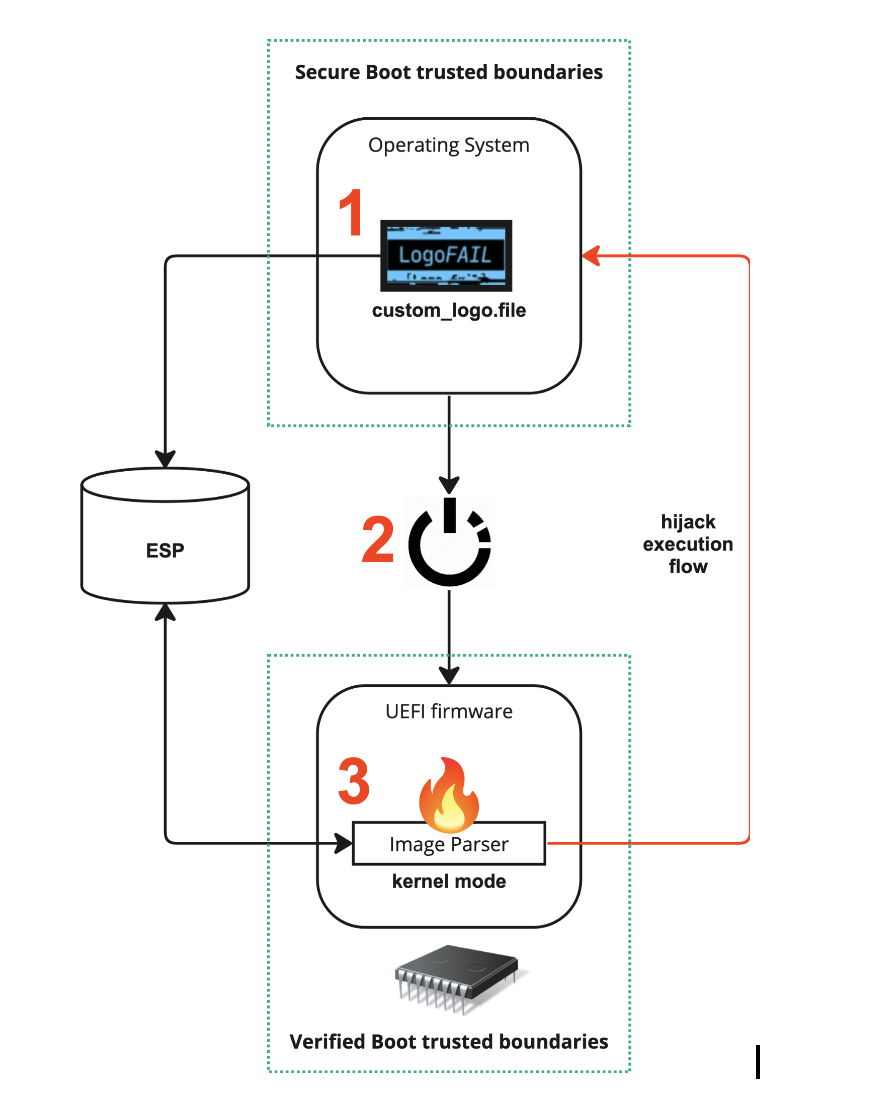 Secure Boot trusted boundaries
Operating System
1
LogoFAIL
custom_logo.file
ESP
2
hijack
execution
flow
UEFI firmware
3
Image Parser
kernel mode
Verified Boot trusted boundaries